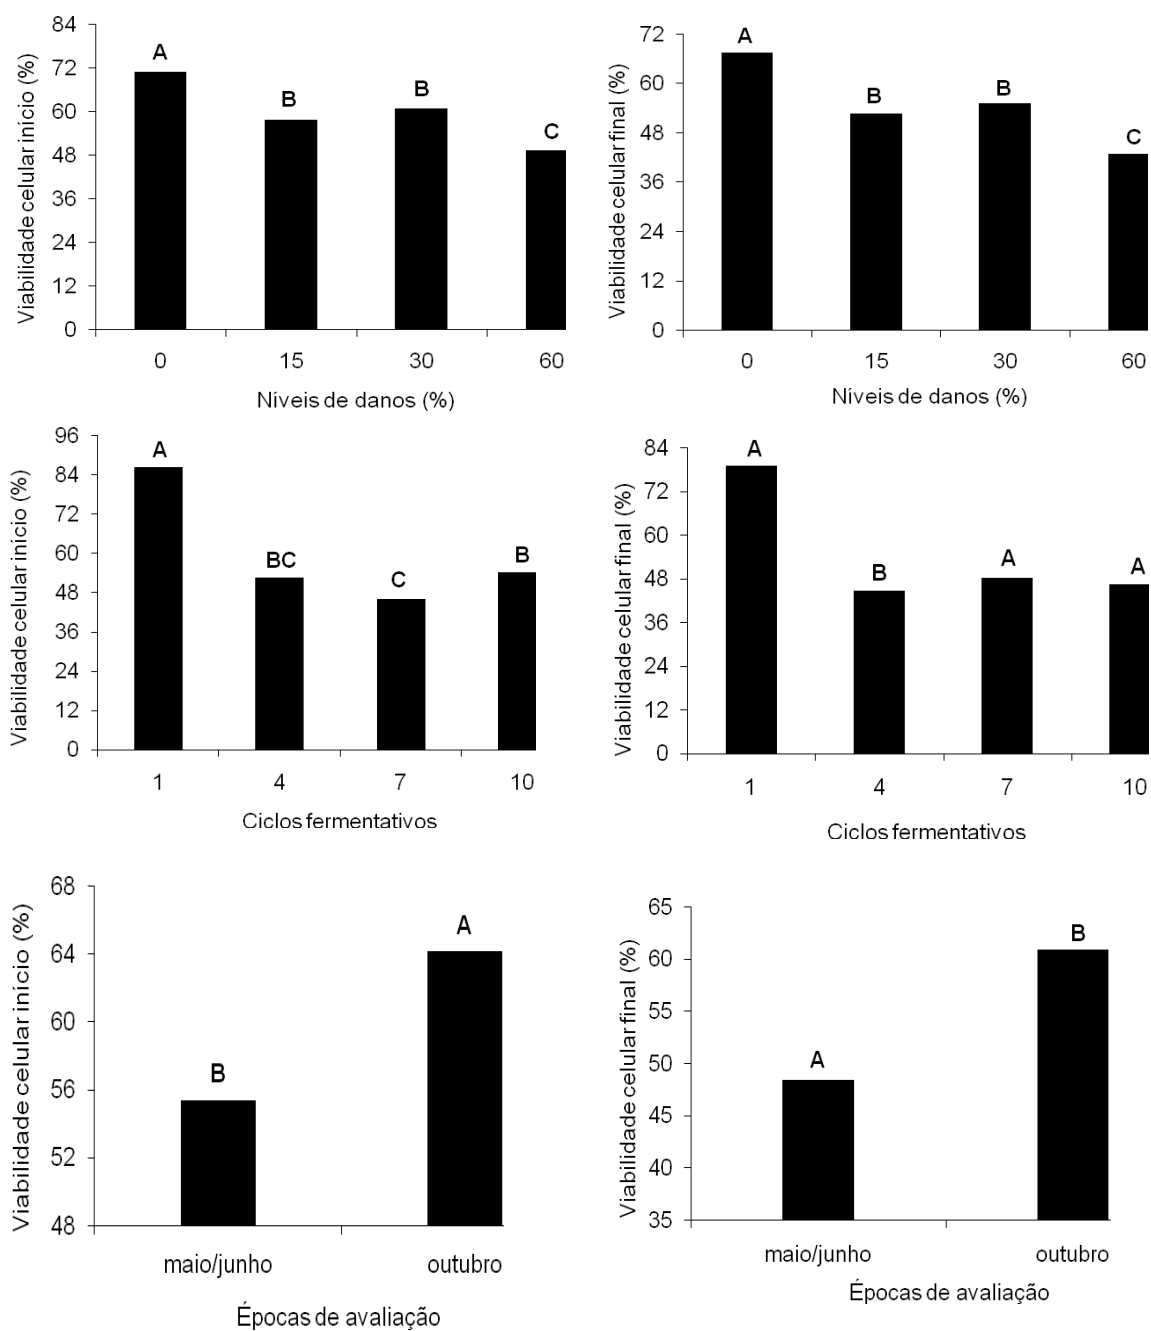 Viabilidade celular início (%)
84
72
60
48
36
24
12
0
A
B
B
C
0 15 30 60
Níveis de danos (%)
Viabilidade celular final (%)
72
60
48
36
24
12
0
A
B
B
C
0 15 30 60
Níveis de danos (%)
Viabilidade celular início (%)
96
84
72
60
48
36
24
12
0
A
BC
C
B
1 4 7 10
Ciclos fermentativos
Viabilidade celular final (%)
84
72
60
48
36
24
12
0
A
B
A
A
1 4 7 10
Ciclos fermentativos
Viabilidade celular início (%)
68
64
60
56
52
48
B
A
maio/junho outubro
Épocas de avaliação
Viabilidade celular final (%)
65
60
55
50
45
40
35
A
B
maio/junho outubro
Épocas de avaliação